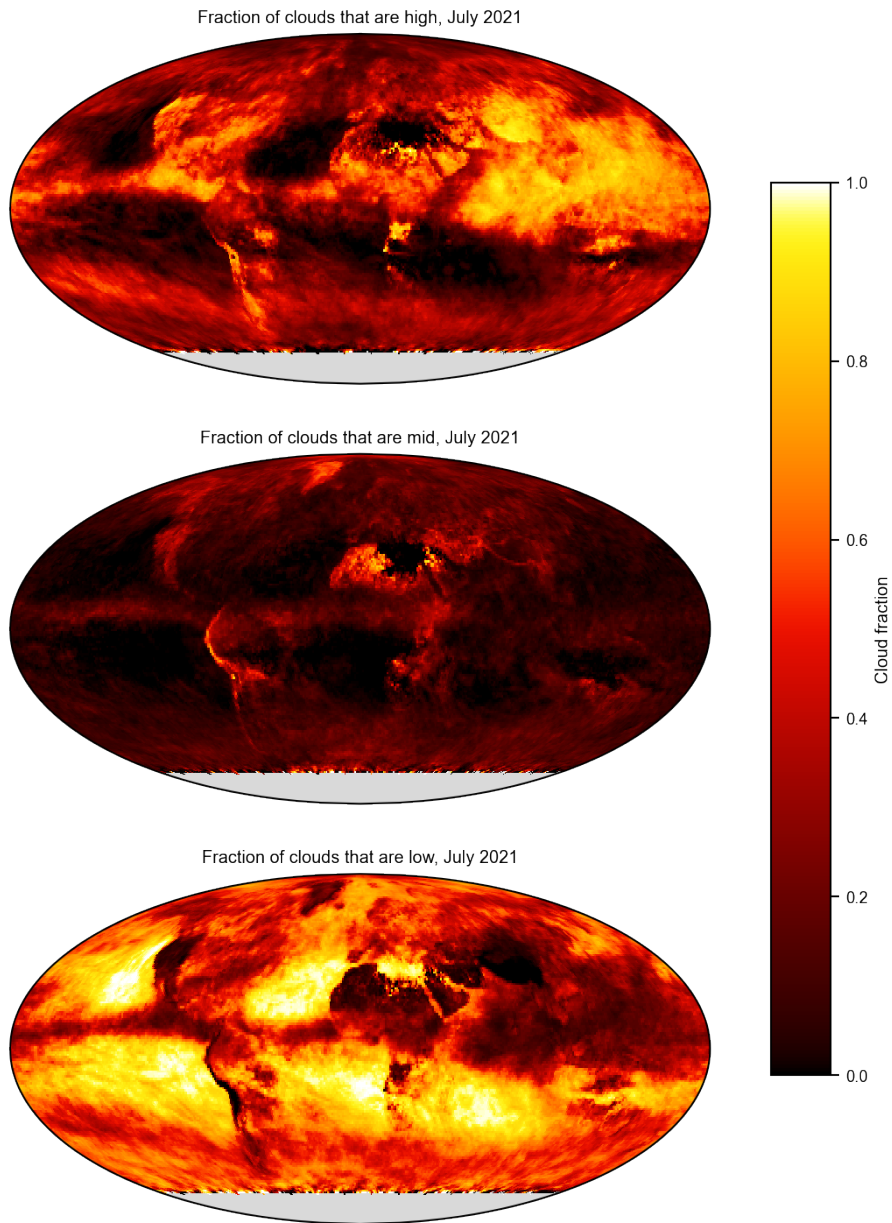 Fraction of clouds that are high, July 2021
1.0
0.8
Fraction of clouds that are mid, July 2021
0.6
Cloud fraction
0.4
Fraction of clouds that are low, July 2021
0.2
0.0